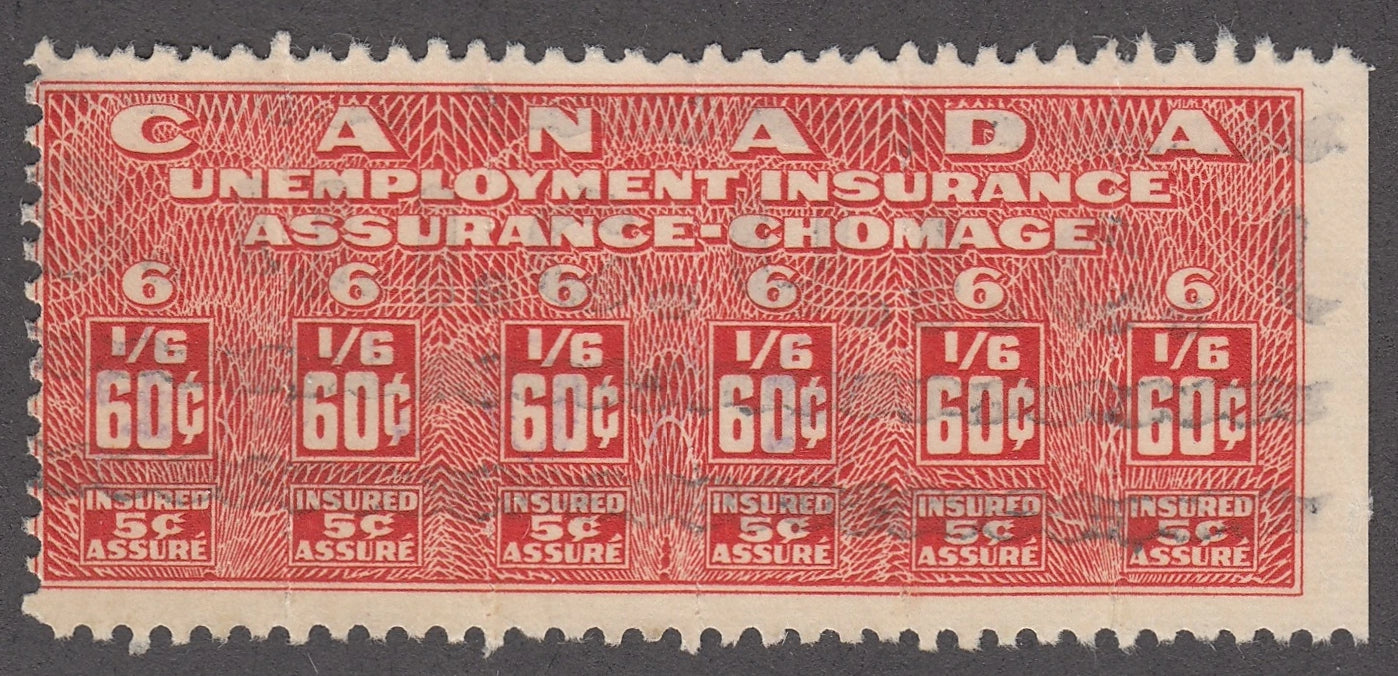 CANADA
UNEMPLOYMENT INSURANCE
ASSURANCE-CHOMAGE
6 6 6 6 6 6
1/6 1/6 1/6 1/6 1/6 1/6
60¢ 60¢ 60¢ 60¢ 60¢ 60¢
INSURED INSURED INSURED INSURED INSURED INSURED
5¢ 5¢ 5¢ 5¢ 5¢ 5¢
ASSURÉ ASSURÉ ASSURÉ ASSURÉ ASSURÉ ASSURÉ